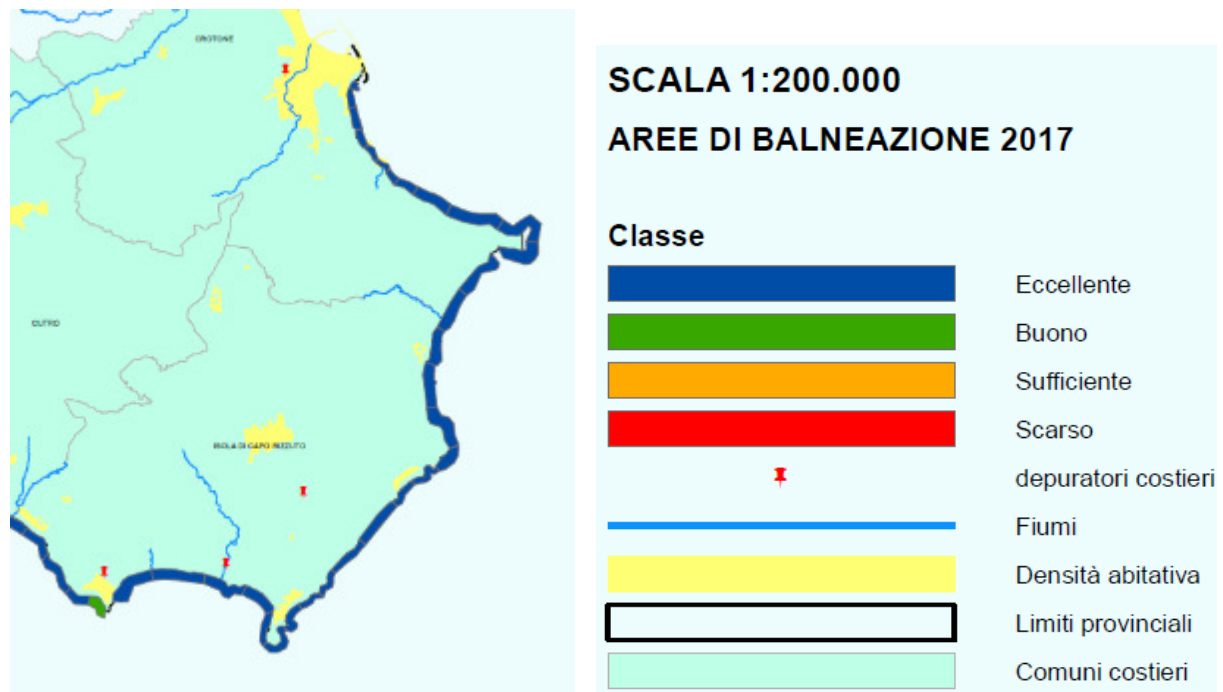 CROTONE
CUTRO
ISOLA DI CAPO RIZZUTO
SCALA 1:200.000
AREE DI BALNEAZIONE 2017
Classe
Eccellente
Buono
Sufficiente
Scarso
depuratori costieri
Fiumi
Densità abitativa
Limiti provinciali
Comuni costieri